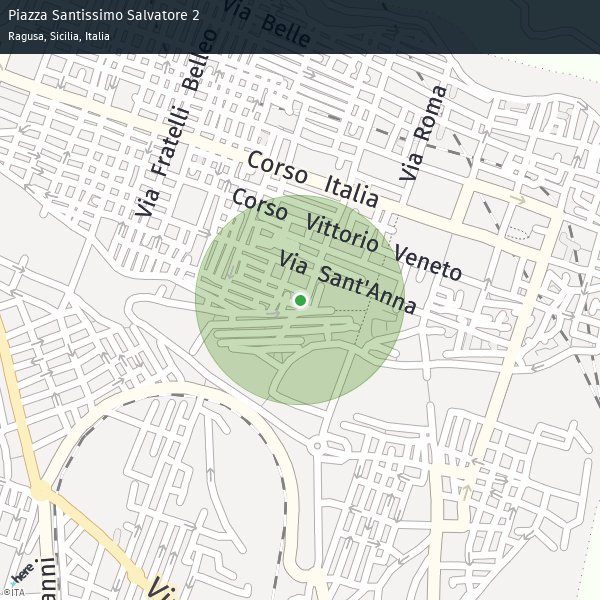 Piazza Santissimo Salvatore 2
Ragusa, Sicilia, Italia
Via Belle
Via Fratelli Belleo
Via Roma
Corso Italia
Corso Vittorio Veneto
Via Sant'Anna
anni
Vi
here
©ITA